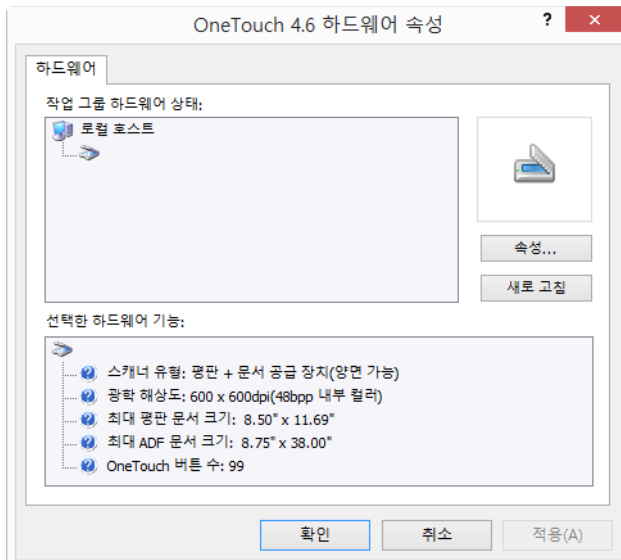 OneTouch 4.6 하드웨어 속성
?
×
하드웨어
작업 그룹 하드웨어 상태:
로컬 호스트
속성...
새로 고침
선택한 하드웨어 기능:
스캐너 유형: 평판 + 문서 공급 장치(양면 가능)
광학 해상도: 600 x 600dpi(48bpp 내부 컬러)
최대 평판 문서 크기: 8.50" x 11.69"
최대 ADF 문서 크기: 8.75" x 38.00"
OneTouch 버튼 수: 99
확인
취소
적용(A)